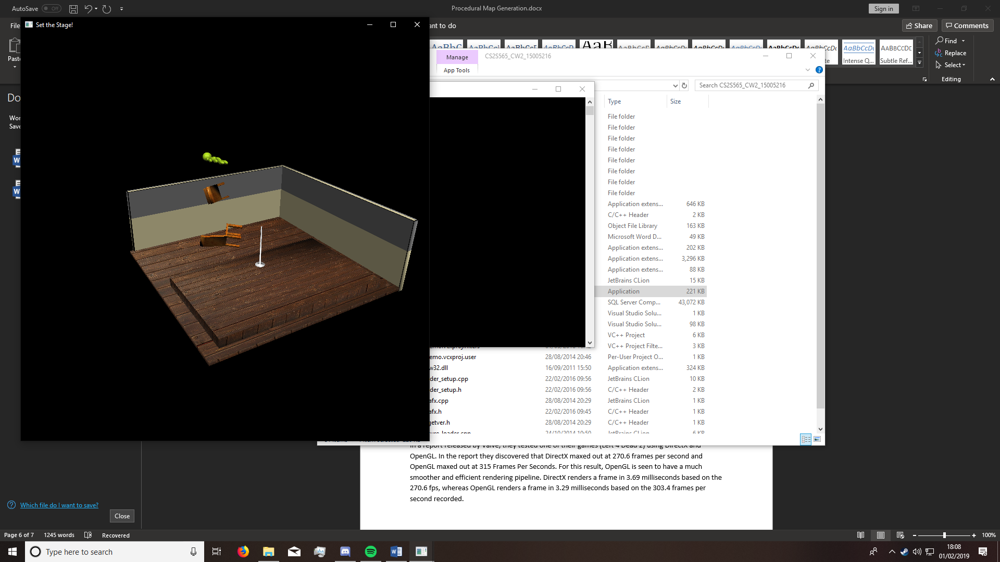 AutoSave Off
Procedural Map Generation.docx
Sign in
File
Set the Stage!
ant to do
Share
Comments
Paste
Find
Replace
Select
Editing
Intense Q...
Subtle Ref...
Manage
CS2S565_CW2_15005216
App Tools
Search CS2S565_CW2_15005216
Type Size
File folder
File folder
File folder
File folder
File folder
File folder
File folder
File folder
Application extens... 646 KB
C/C++ Header 2 KB
Object File Library 163 KB
Microsoft Word D... 49 KB
Application extens... 202 KB
Application extens... 3,296 KB
Application extens... 88 KB
JetBrains CLion 15 KB
Application 221 KB
SQL Server Comp... 43,072 KB
Visual Studio Solu... 1 KB
Visual Studio Solu... 98 KB
VC++ Project 6 KB
VC++ Project Filte... 3 KB
emo.vcxproj.user 28/08/2014 20:46 Per-User Project O... 1 KB
w32.dll 16/09/2011 15:50 Application extens... 324 KB
der_setup.cpp 22/02/2016 09:56 JetBrains CLion 10 KB
der_setup.h 22/02/2016 09:56 C/C++ Header 2 KB
afx.cpp 28/08/2014 20:29 JetBrains CLion 1 KB
afx.h 22/02/2016 09:45 C/C++ Header 1 KB
getver.h 28/08/2014 20:29 C/C++ Header 1 KB
ure_loader.cpp 24/10/2014 10:50 JetBrains CLion 6 KB
Do
Wor
Save
In a report released by Valve, they tested one of their games (Left 4 Dead 2) using DirectX and
OpenGL. In the report they discovered that DirectX maxed out at 270.6 frames per second and
OpenGL maxed out at 315 Frames Per Seconds. For this result, OpenGL is seen to have a much
smoother and efficient rendering pipeline. DirectX renders a frame in 3.69 milliseconds based on the
270.6 fps, whereas OpenGL renders a frame in 3.29 milliseconds based on the 303.4 frames per
second recorded.
Which file do I want to save?
Close
Page 6 of 7 1245 words Recovered
100%
Type here to search
18:08
01/02/2019